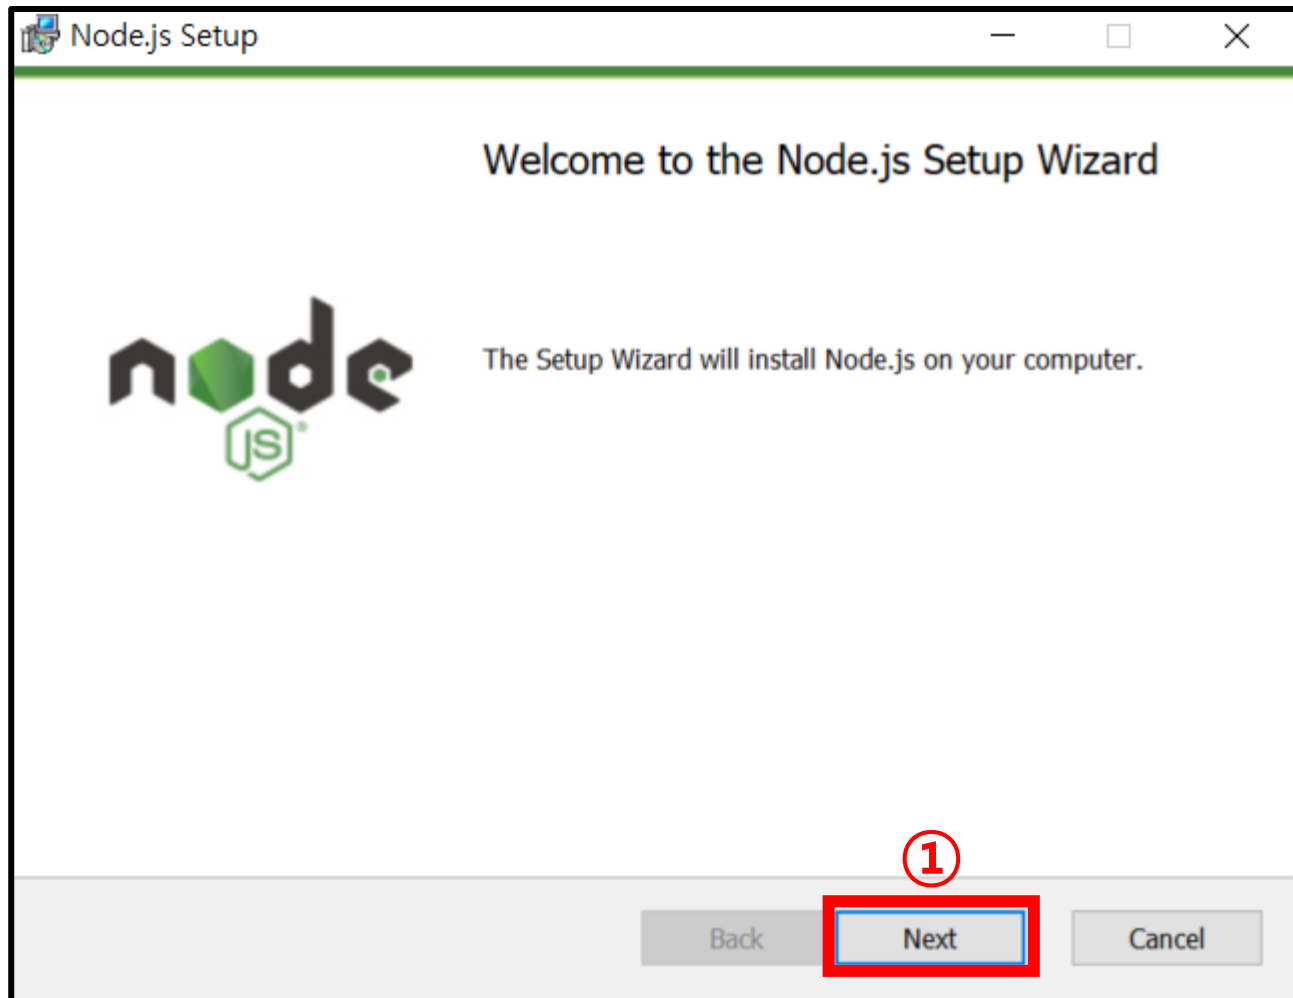 Node.js Setup
Welcome to the Node.js Setup Wizard
node
JS®
The Setup Wizard will install Node.js on your computer.
①
Back
Next
Cancel